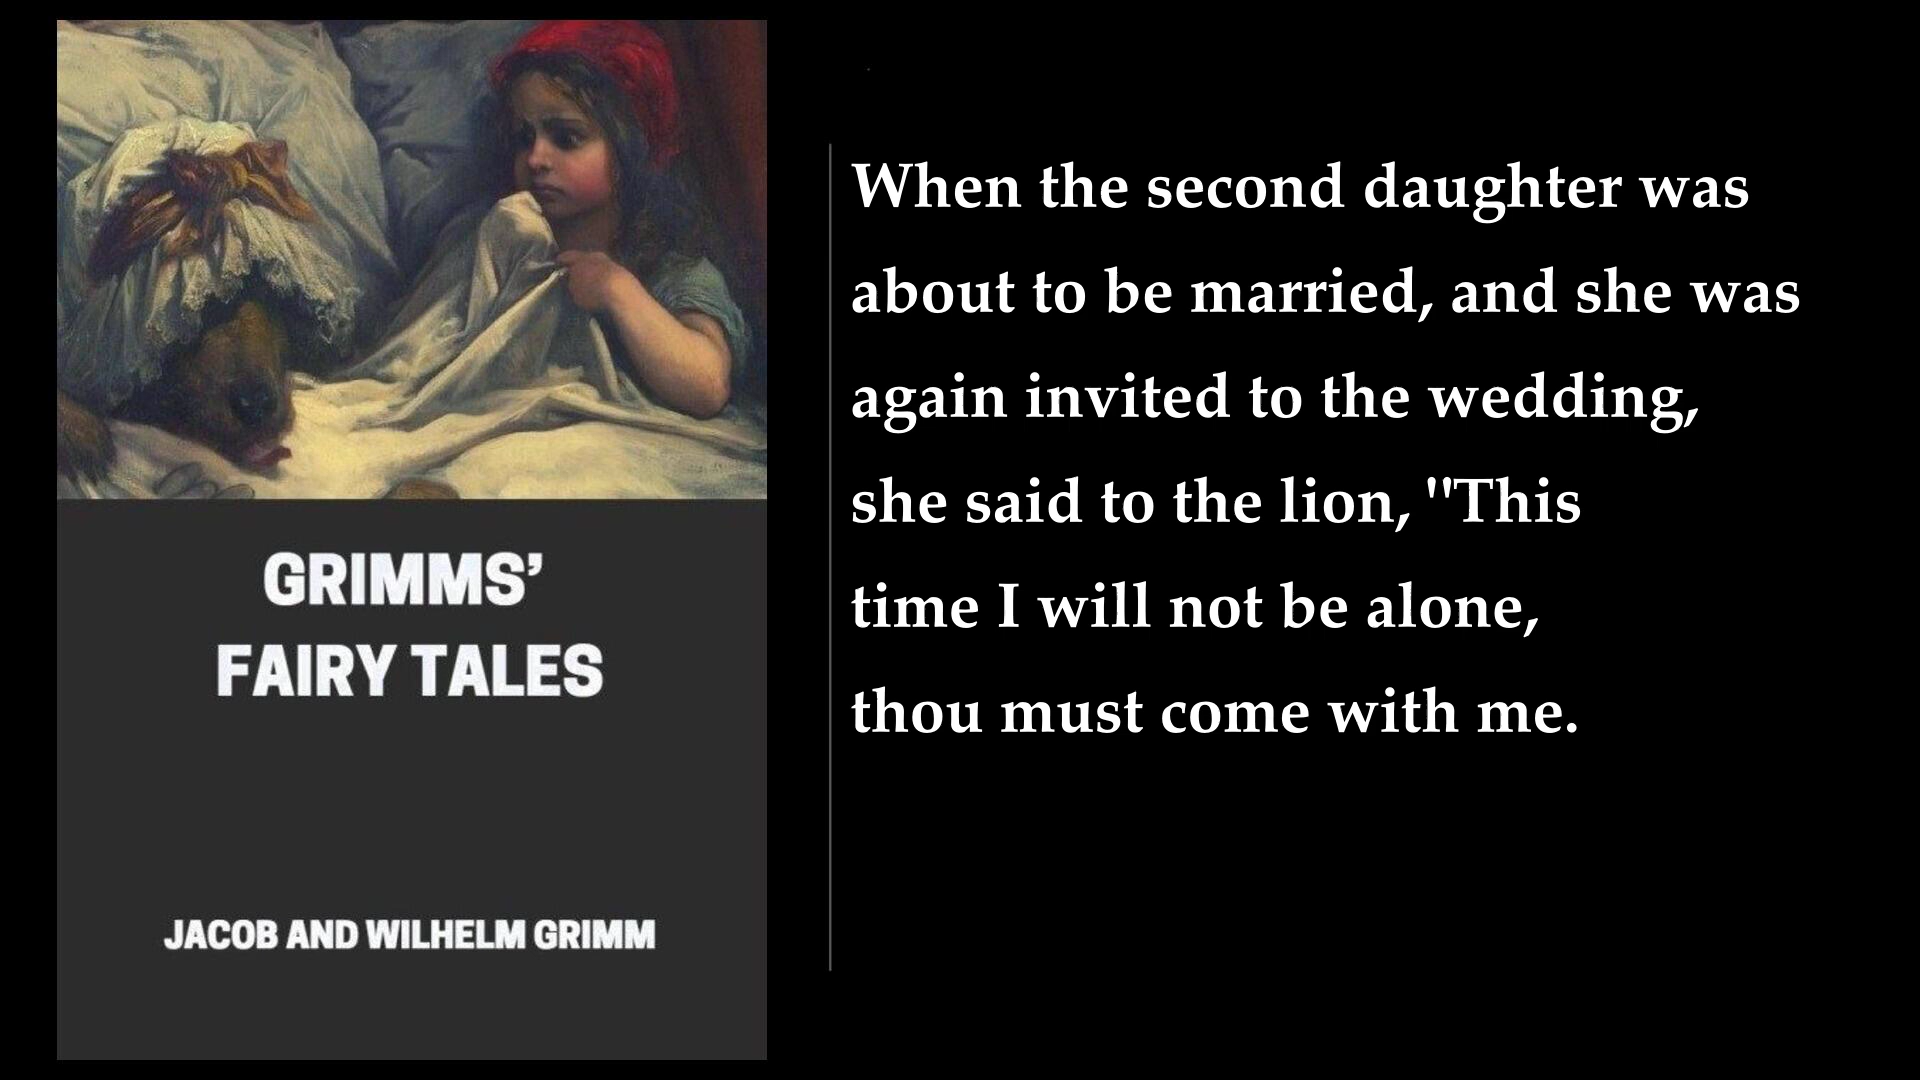 GRIMMS’
FAIRY TALES
JACOB AND WILHELM GRIMM
When the second daughter was
about to be married, and she was
again invited to the wedding,
she said to the lion, "This
time I will not be alone,
thou must come with me.